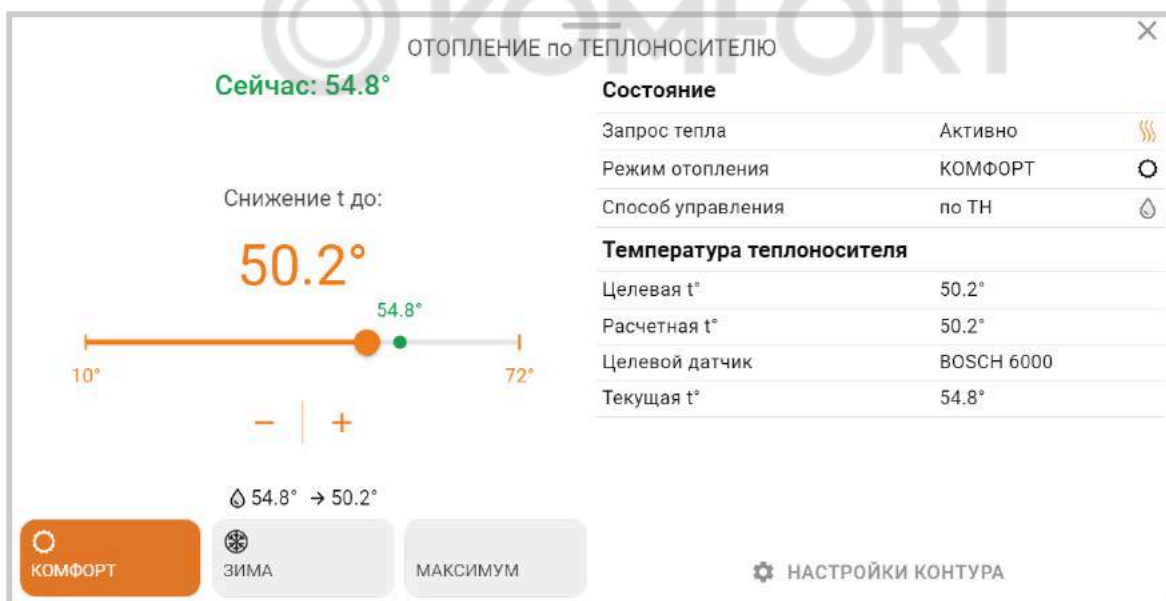 KOMFORT
ОТОПЛЕНИЕ по ТЕПЛОНОСИТЕЛЮ
Сейчас: 54.8°
Снижение t до:
50.2°
54.8°
10°
72°
− | +
54.8° → 50.2°
КОМФОРТ
ЗИМА
МАКСИМУМ
Состояние
Запрос тепла Активно
Режим отопления КОМФОРТ
Способ управления по ТН
Температура теплоносителя
Целевая t° 50.2°
Расчетная t° 50.2°
Целевой датчик BOSCH 6000
Текущая t° 54.8°
НАСТРОЙКИ КОНТУРА